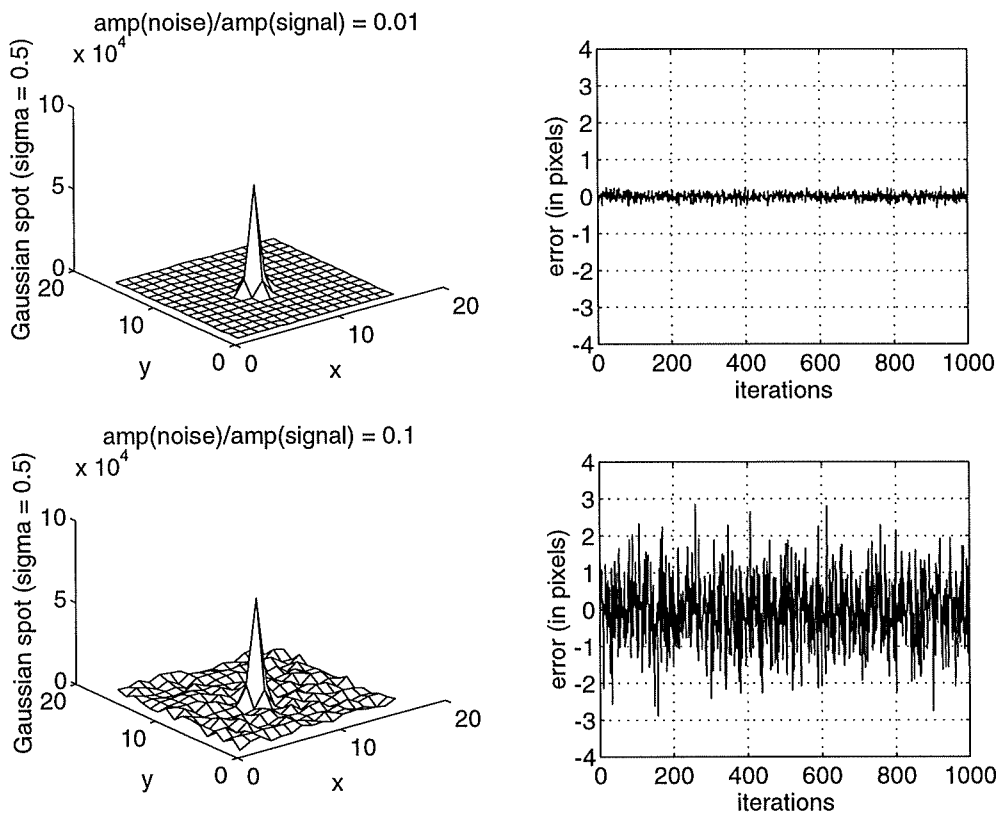 amp(noise)/amp(signal) = 0.01
x 10^4
Gaussian spot (sigma = 0.5)
10
5
0
20
10
0
y
0
10
20
x
4
3
2
1
0
-1
-2
-3
-4
error (in pixels)
0 200 400 600 800 1000
iterations
amp(noise)/amp(signal) = 0.1
x 10^4
Gaussian spot (sigma = 0.5)
10
5
0
20
10
0
y
0
10
20
x
4
3
2
1
0
-1
-2
-3
-4
error (in pixels)
0 200 400 600 800 1000
iterations